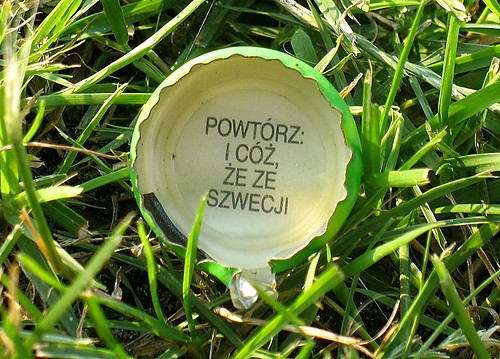 POWTÓRZ:
I CÓŻ,
ŻE ZE
SZWECJI